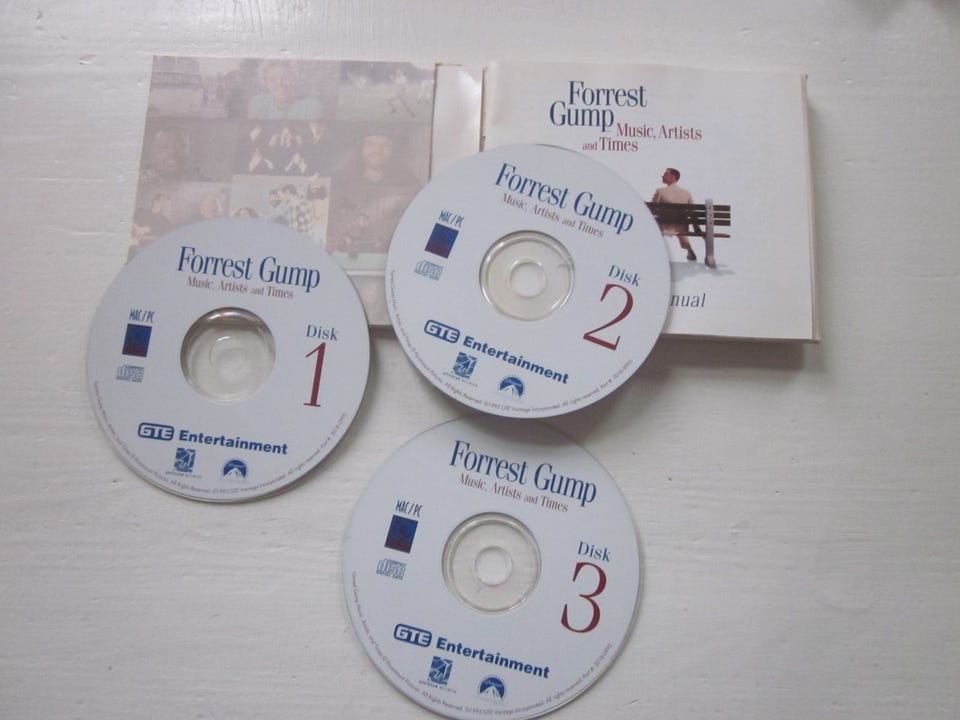 Forrest
Gump Music, Artists
and Times
nual
Forrest Gump
Music, Artists and Times
MAC/PC
Disk
2
GTE Entertainment
Forrest Gump
Music, Artists and Times
MAC/PC
Disk
1
GTE Entertainment
Forrest Gump
Music, Artists and Times
MAC/PC
Disk
3
GTE Entertainment